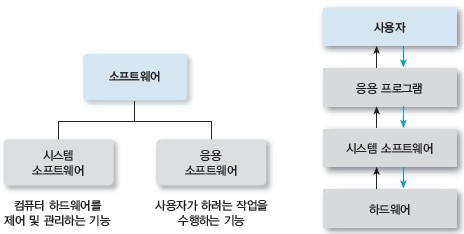 소프트웨어
시스템
소프트웨어
응용
소프트웨어
컴퓨터 하드웨어를
제어 및 관리하는 기능
사용자가 하려는 작업을
수행하는 기능
사용자
응용 프로그램
시스템 소프트웨어
하드웨어